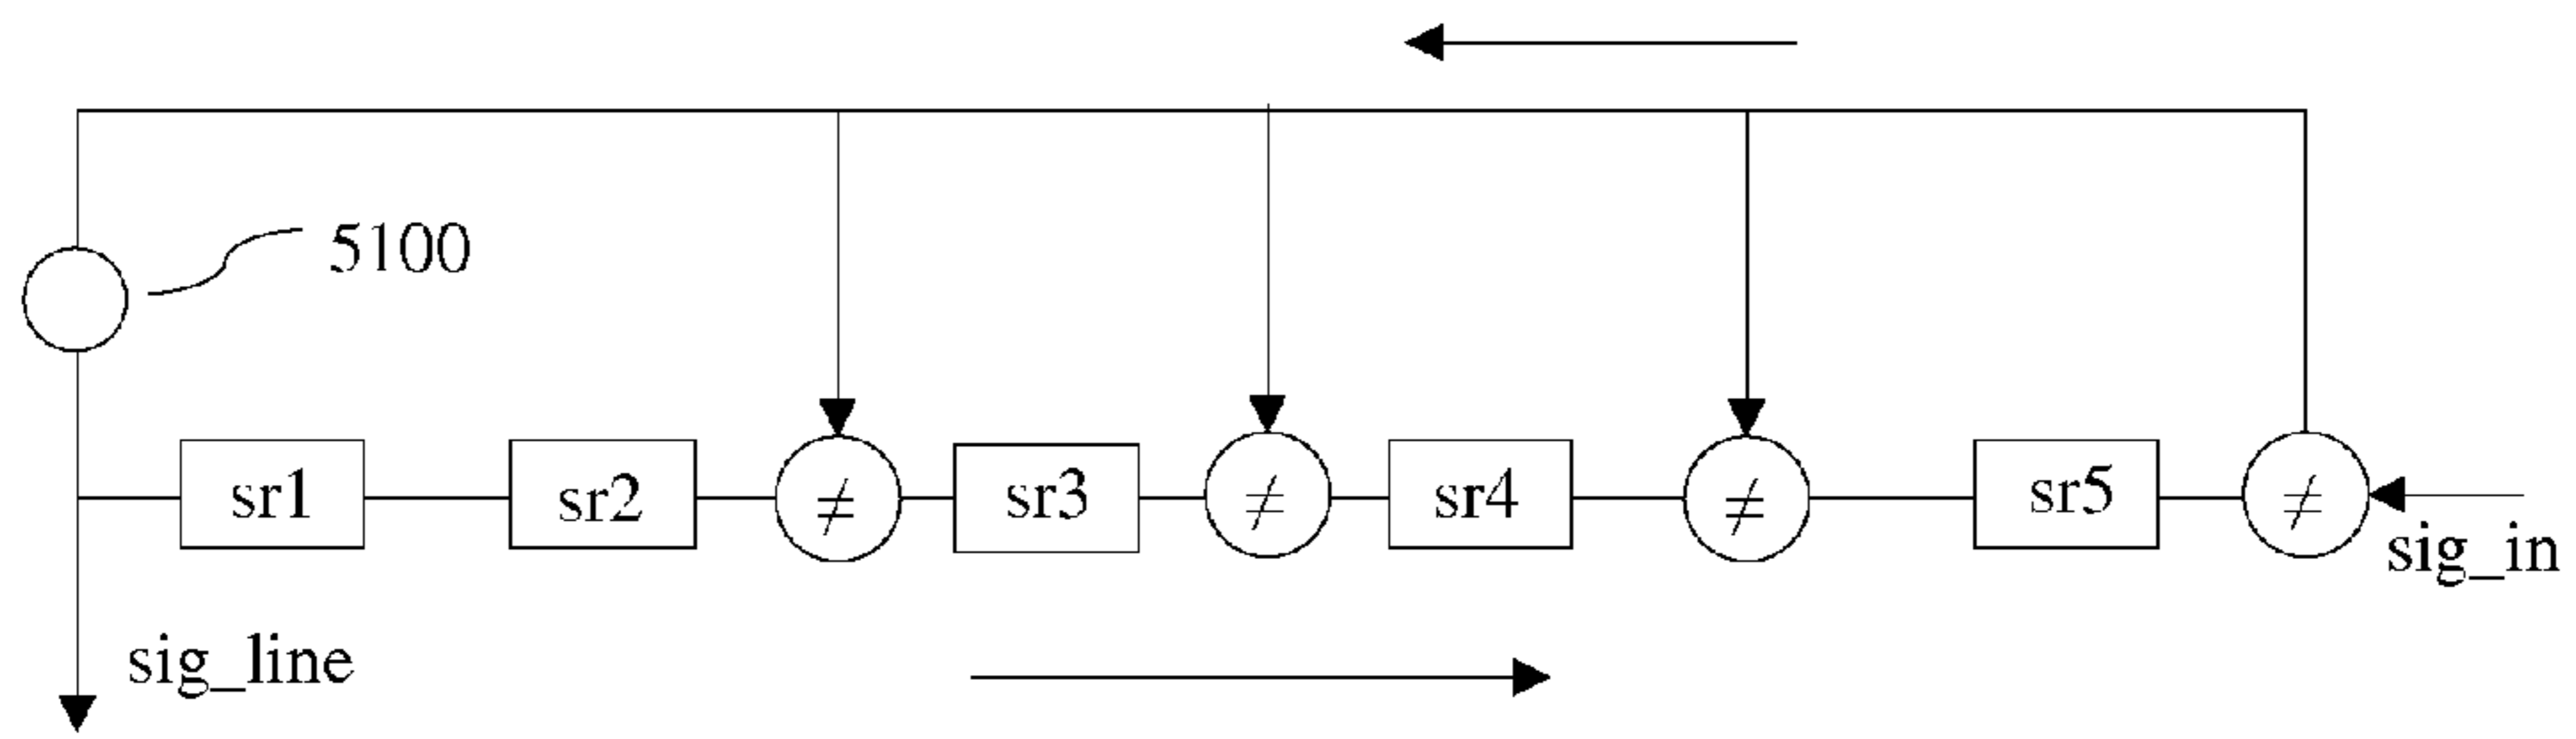 5100
sr1 sr2 ≠ sr3 ≠ sr4 ≠ sr5 ≠
sig_in
sig_line